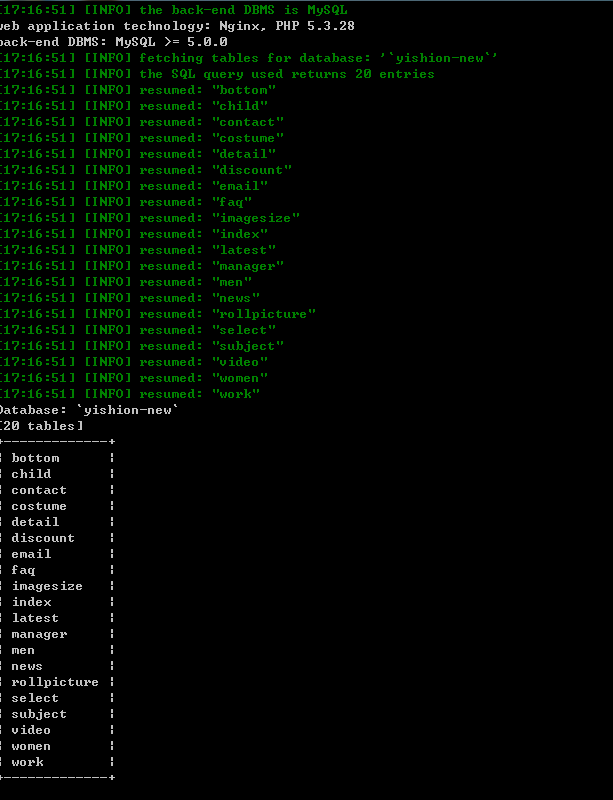 [17:16:51] [INFO] the back-end DBMS is MySQL
web application technology: Nginx, PHP 5.3.28
back-end DBMS: MySQL >= 5.0.0
[17:16:51] [INFO] fetching tables for database: '`yishion-new`'
[17:16:51] [INFO] the SQL query used returns 20 entries
[17:16:51] [INFO] resumed: "bottom"
[17:16:51] [INFO] resumed: "child"
[17:16:51] [INFO] resumed: "contact"
[17:16:51] [INFO] resumed: "costume"
[17:16:51] [INFO] resumed: "detail"
[17:16:51] [INFO] resumed: "discount"
[17:16:51] [INFO] resumed: "email"
[17:16:51] [INFO] resumed: "faq"
[17:16:51] [INFO] resumed: "imagesize"
[17:16:51] [INFO] resumed: "index"
[17:16:51] [INFO] resumed: "latest"
[17:16:51] [INFO] resumed: "manager"
[17:16:51] [INFO] resumed: "men"
[17:16:51] [INFO] resumed: "news"
[17:16:51] [INFO] resumed: "rollpicture"
[17:16:51] [INFO] resumed: "select"
[17:16:51] [INFO] resumed: "subject"
[17:16:51] [INFO] resumed: "video"
[17:16:51] [INFO] resumed: "women"
[17:16:51] [INFO] resumed: "work"
Database: `yishion-new`
[20 tables]
+-------------+
¦ bottom      ¦
¦ child       ¦
¦ contact     ¦
¦ costume     ¦
¦ detail      ¦
¦ discount    ¦
¦ email       ¦
¦ faq         ¦
¦ imagesize   ¦
¦ index       ¦
¦ latest      ¦
¦ manager     ¦
¦ men         ¦
¦ news        ¦
¦ rollpicture ¦
¦ select      ¦
¦ subject     ¦
¦ video       ¦
¦ women       ¦
¦ work        ¦
+-------------+